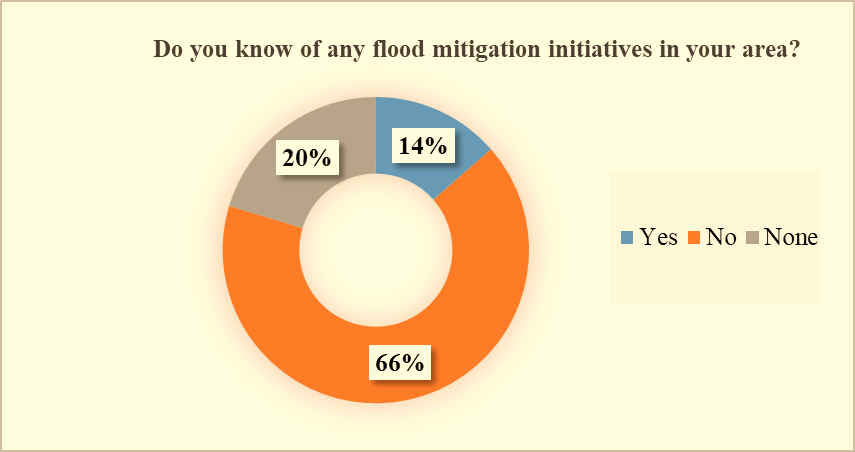 Do you know of any flood mitigation initiatives in your area?
14%
20%
66%
Yes No None